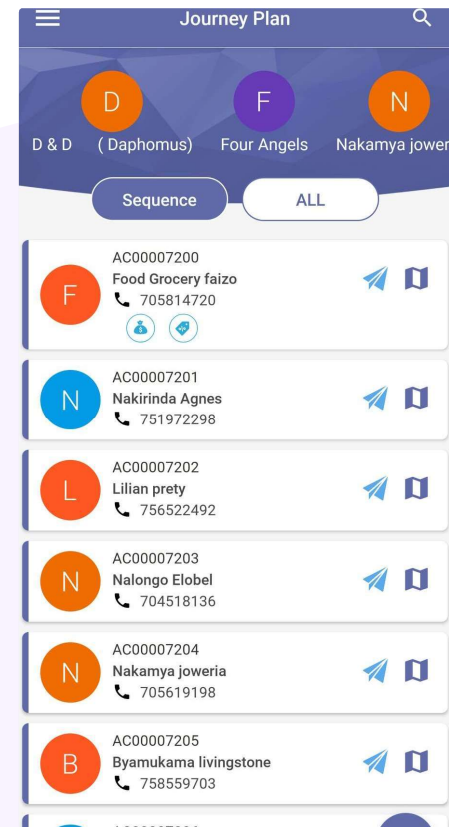 Journey Plan
D
F
N
D & D ( Daphomus)
Four Angels
Nakamya jower
Sequence
ALL
F
AC00007200
Food Grocery faizo
705814720
N
AC00007201
Nakirinda Agnes
751972298
L
AC00007202
Lilian prety
756522492
N
AC00007203
Nalongo Elobel
704518136
N
AC00007204
Nakamya joweria
705619198
B
AC00007205
Byamukama livingstone
758559703